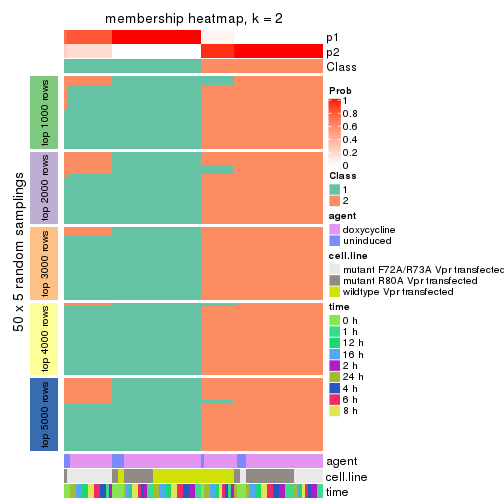 membership heatmap, k = 2
p1
p2
Class
50 x 5 random samplings
top 1000 rows
top 2000 rows
top 3000 rows
top 4000 rows
top 5000 rows
agent
cell.line
time
Prob
1
0.8
0.6
0.4
0.2
0
Class
1
2
agent
doxycycline
uninduced
cell.line
mutant F72A/R73A Vpr transfected
mutant R80A Vpr transfected
wildtype Vpr transfected
time
0 h
1 h
12 h
16 h
2 h
24 h
4 h
6 h
8 h